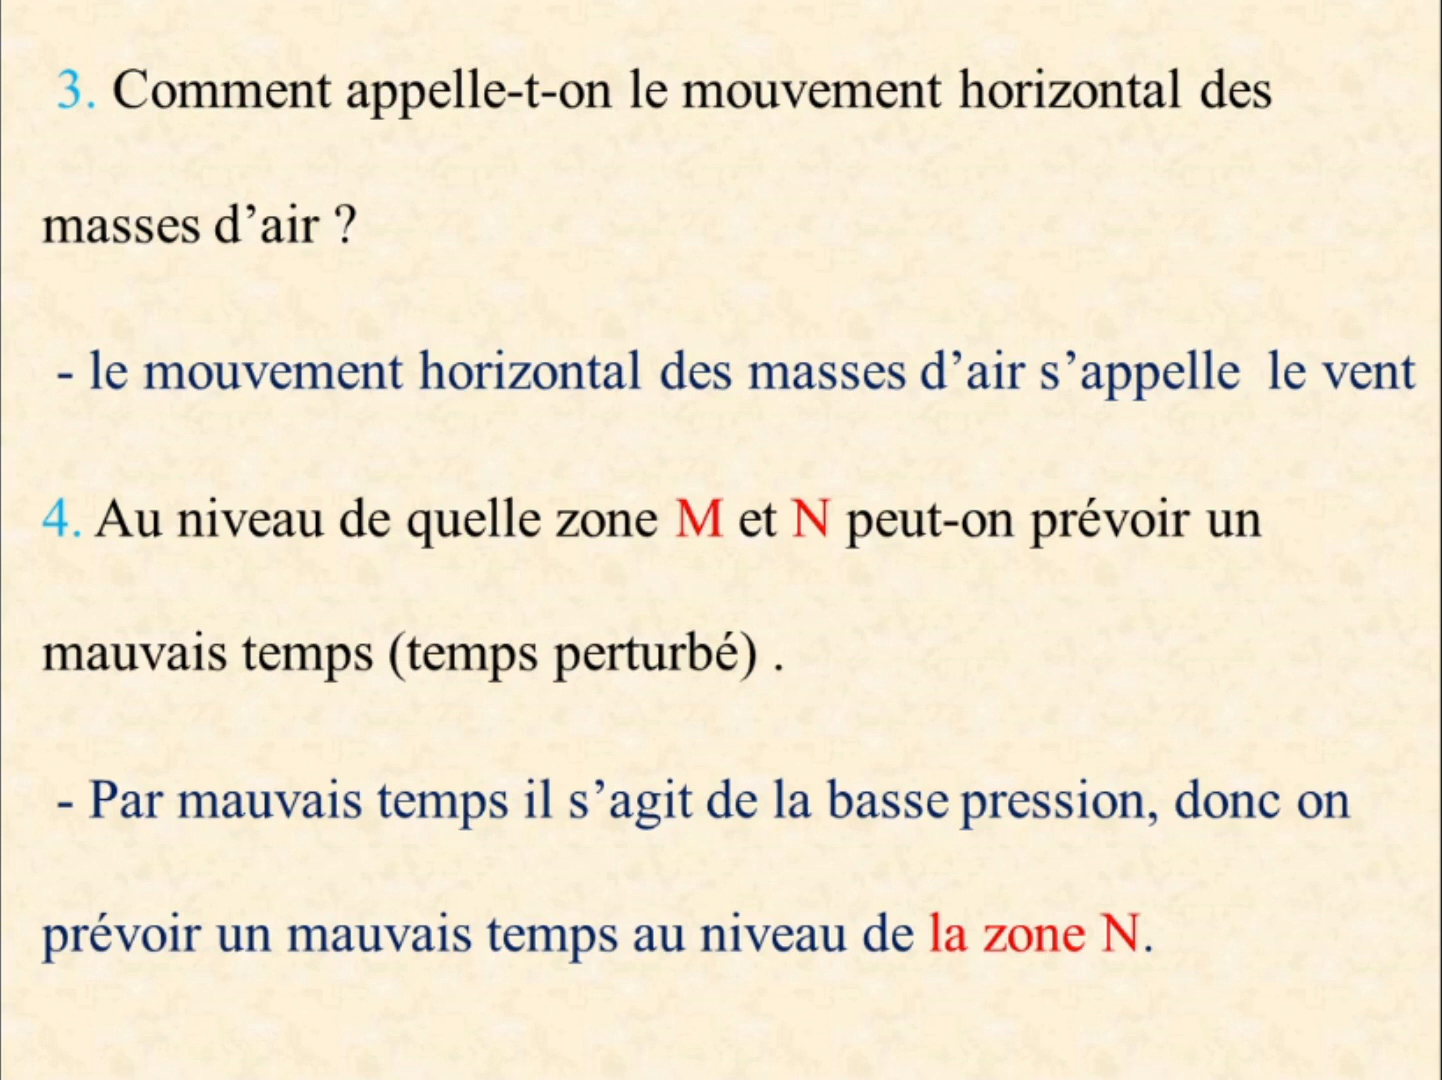 3. Comment appelle-t-on le mouvement horizontal des
masses d’air ?
- le mouvement horizontal des masses d’air s’appelle le vent
4. Au niveau de quelle zone M et N peut-on prévoir un
mauvais temps (temps perturbé) .
- Par mauvais temps il s’agit de la basse pression, donc on
prévoir un mauvais temps au niveau de la zone N.